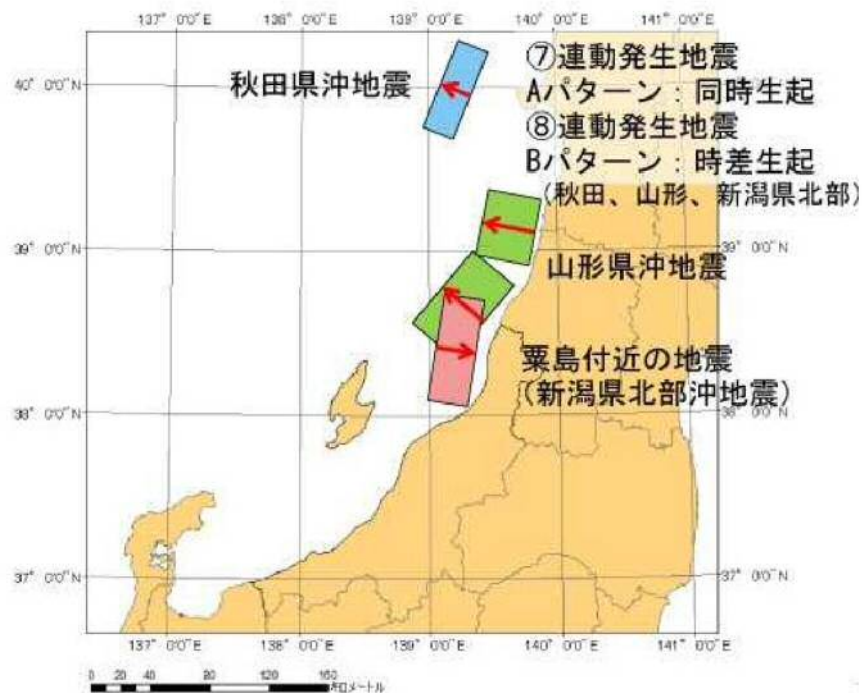 137° 0'0"E 138° 0'0"E 139° 0'0"E 140° 0'0"E 141° 0'0"E
⑦連動発生地震
秋田県沖地震
40° 0'0"N
Aパターン：同時生起
⑧連動発生地震
Bパターン：時差生起
(秋田、山形、新潟県北部)
39° 0'0"N
39° 0'0"N
山形県沖地震
粟島付近の地震
(新潟県北部沖地震)
38° 0'0"N
38° 0'0"N
37° 0'0"N
37° 0'0"N
137° 0'0"E 138° 0'0"E 139° 0'0"E 140° 0'0"E 141° 0'0"E
0 20 40 80 120 160
キロメートル